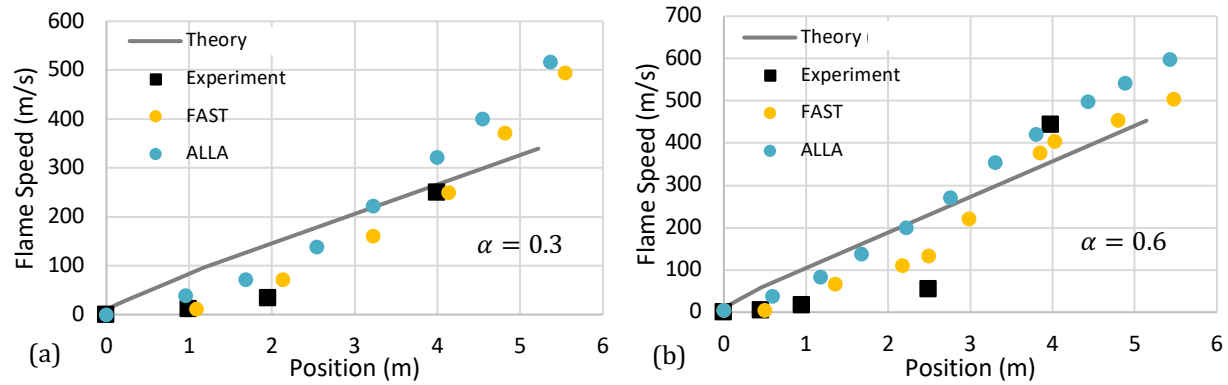 600
500
400
300
200
100
0
Flame Speed (m/s)
Theory
Experiment
FAST
ALLA
α = 0.3
0 1 2 3 4 5 6
Position (m)
(a)
700
600
500
400
300
200
100
0
Flame Speed (m/s)
Theory
Experiment
FAST
ALLA
α = 0.6
0 1 2 3 4 5 6
Position (m)
(b)